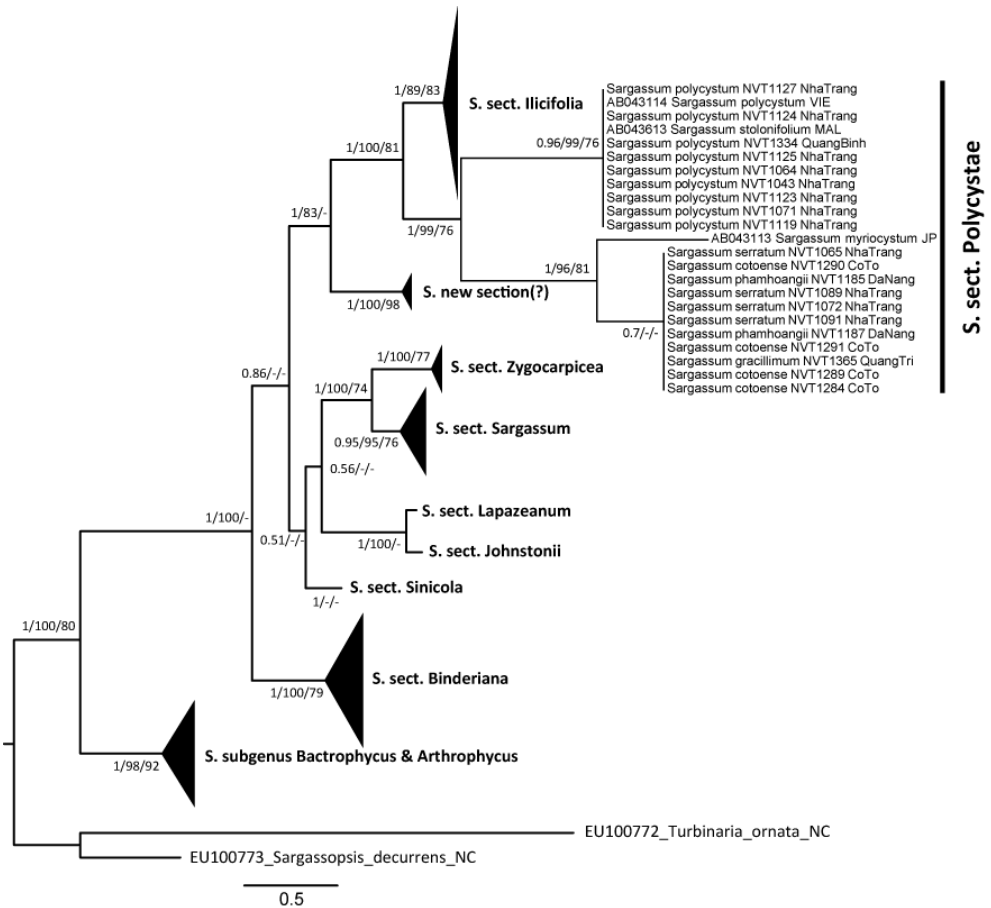 1/89/83
S. sect. Ilicifolia
1/100/81
Sargassum polycystum NVT1127 NhaTrang
AB043114 Sargassum polycystum VIE
Sargassum polycystum NVT1124 NhaTrang
AB043613 Sargassum stolonifolium MAL
Sargassum polycystum NVT1334 QuangBinh
Sargassum polycystum NVT1125 NhaTrang
Sargassum polycystum NVT1064 NhaTrang
Sargassum polycystum NVT1043 NhaTrang
Sargassum polycystum NVT1123 NhaTrang
Sargassum polycystum NVT1071 NhaTrang
Sargassum polycystum NVT1119 NhaTrang
0.96/99/76
1/83/-
1/99/76
AB043113 Sargassum myriocystum JP
1/96/81
Sargassum serratum NVT1065 NhaTrang
Sargassum cotoense NVT1290 CoTo
Sargassum phamhoangii NVT1185 DaNang
Sargassum serratum NVT1089 NhaTrang
Sargassum serratum NVT1072 NhaTrang
Sargassum serratum NVT1091 NhaTrang
Sargassum phamhoangii NVT1187 DaNang
Sargassum cotoense NVT1291 CoTo
Sargassum gracillimum NVT1365 QuangTri
Sargassum cotoense NVT1289 CoTo
Sargassum cotoense NVT1284 CoTo
0.7/-/-
S. sect. Polycystae
S. new section(?)
1/100/98
1/100/77
S. sect. Zygocarpicea
0.86/-/-
1/100/74
S. sect. Sargassum
0.95/95/76
0.56/-/-
S. sect. Lapazeanum
1/100/-
0.51/-/-
1/100/-
S. sect. Johnstonii
S. sect. Sinicola
1/-/-
1/100/80
S. sect. Binderiana
1/100/79
S. subgenus Bactrophycus & Arthrophycus
1/98/92
EU100772_Turbinaria_ornata_NC
EU100773_Sargassopsis_decurrens_NC
0.5